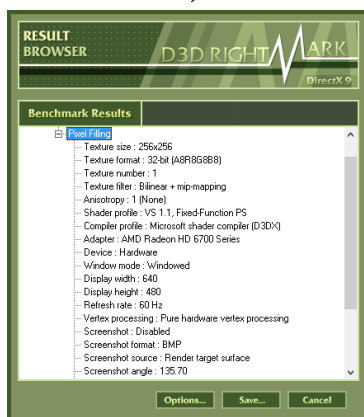 RESULT
BROWSER
D3D RIGHTMARK
DirectX 9
Benchmark Results
Pixel Filling
Texture size : 256x256
Texture format : 32-bit (A8R8G8B8)
Texture number : 1
Texture filter : Bilinear + mip-mapping
Anisotropy : 1 (None)
Shader profile : VS 1.1, Fixed-Function PS
Compiler profile : Microsoft shader compiler (D3DX)
Adapter : AMD Radeon HD 6700 Series
Device : Hardware
Window mode : Windowed
Display width : 640
Display height : 480
Refresh rate : 60 Hz
Vertex processing : Pure hardware vertex processing
Screenshot : Disabled
Screenshot format : BMP
Screenshot source : Render target surface
Screenshot angle : 135.70
Options... Save... Cancel